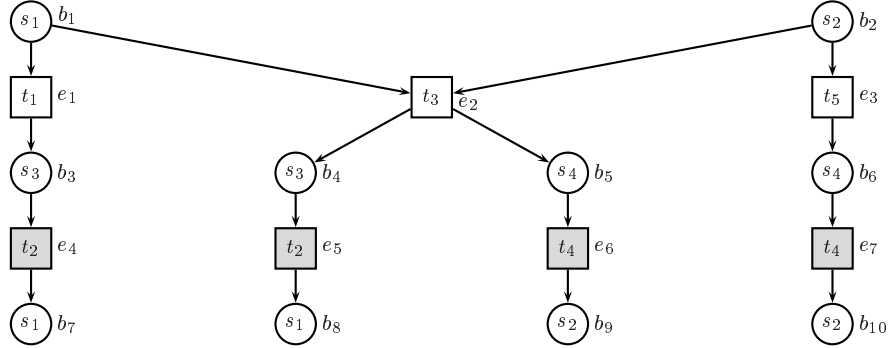 s₁ b₁ s₂ b₂
t₁ e₁ t₃ e₂ t₅ e₃
s₃ b₃ s₃ b₄ s₄ b₅ s₄ b₆
t₂ e₄ t₂ e₅ t₄ e₆ t₄ e₇
s₁ b₇ s₁ b₈ s₂ b₉ s₂ b₁₀